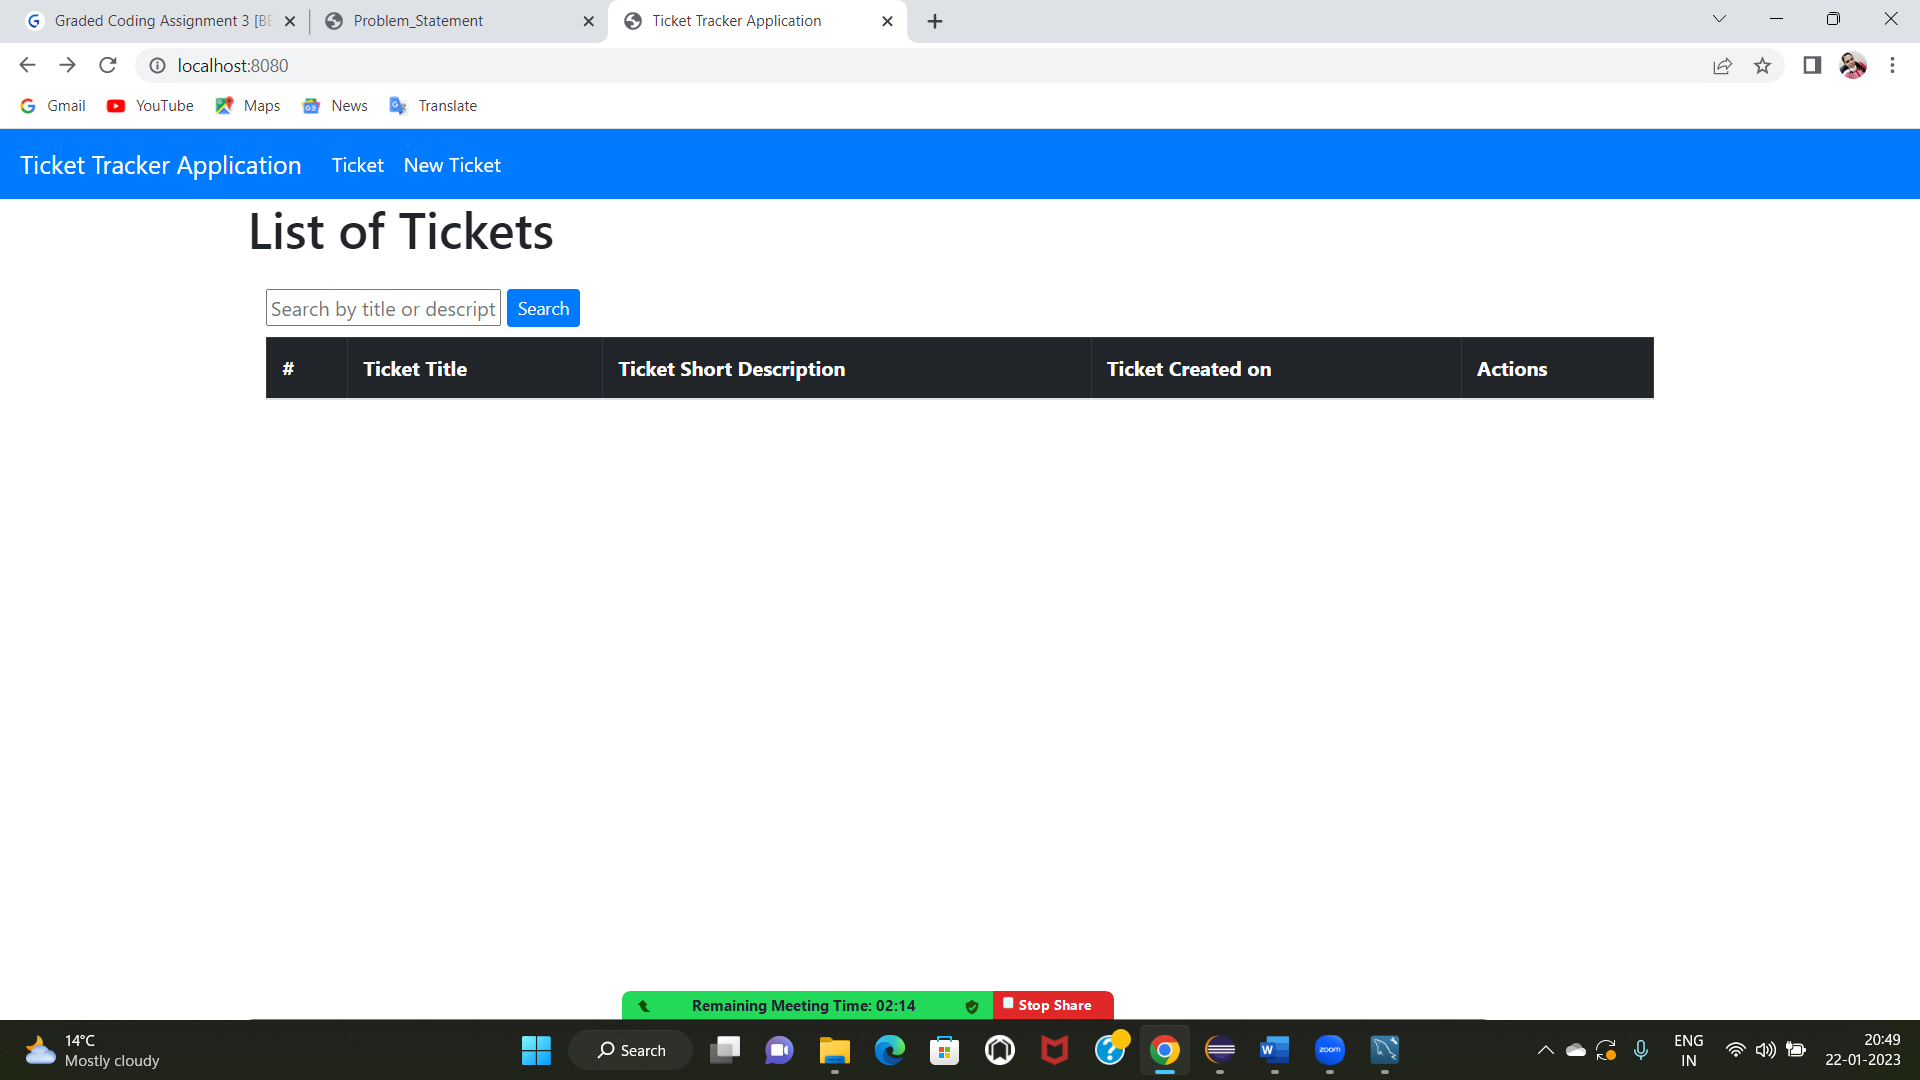 Graded Coding Assignment 3 [BE
Problem_Statement
Ticket Tracker Application
localhost:8080
Gmail
YouTube
Maps
News
Translate
Ticket Tracker Application
Ticket
New Ticket
List of Tickets
Search by title or descript
Search
# Ticket Title Ticket Short Description Ticket Created on Actions
Remaining Meeting Time: 02:14
Stop Share
14°C
Mostly cloudy
Search
zoom
ENG
IN
20:49
22-01-2023